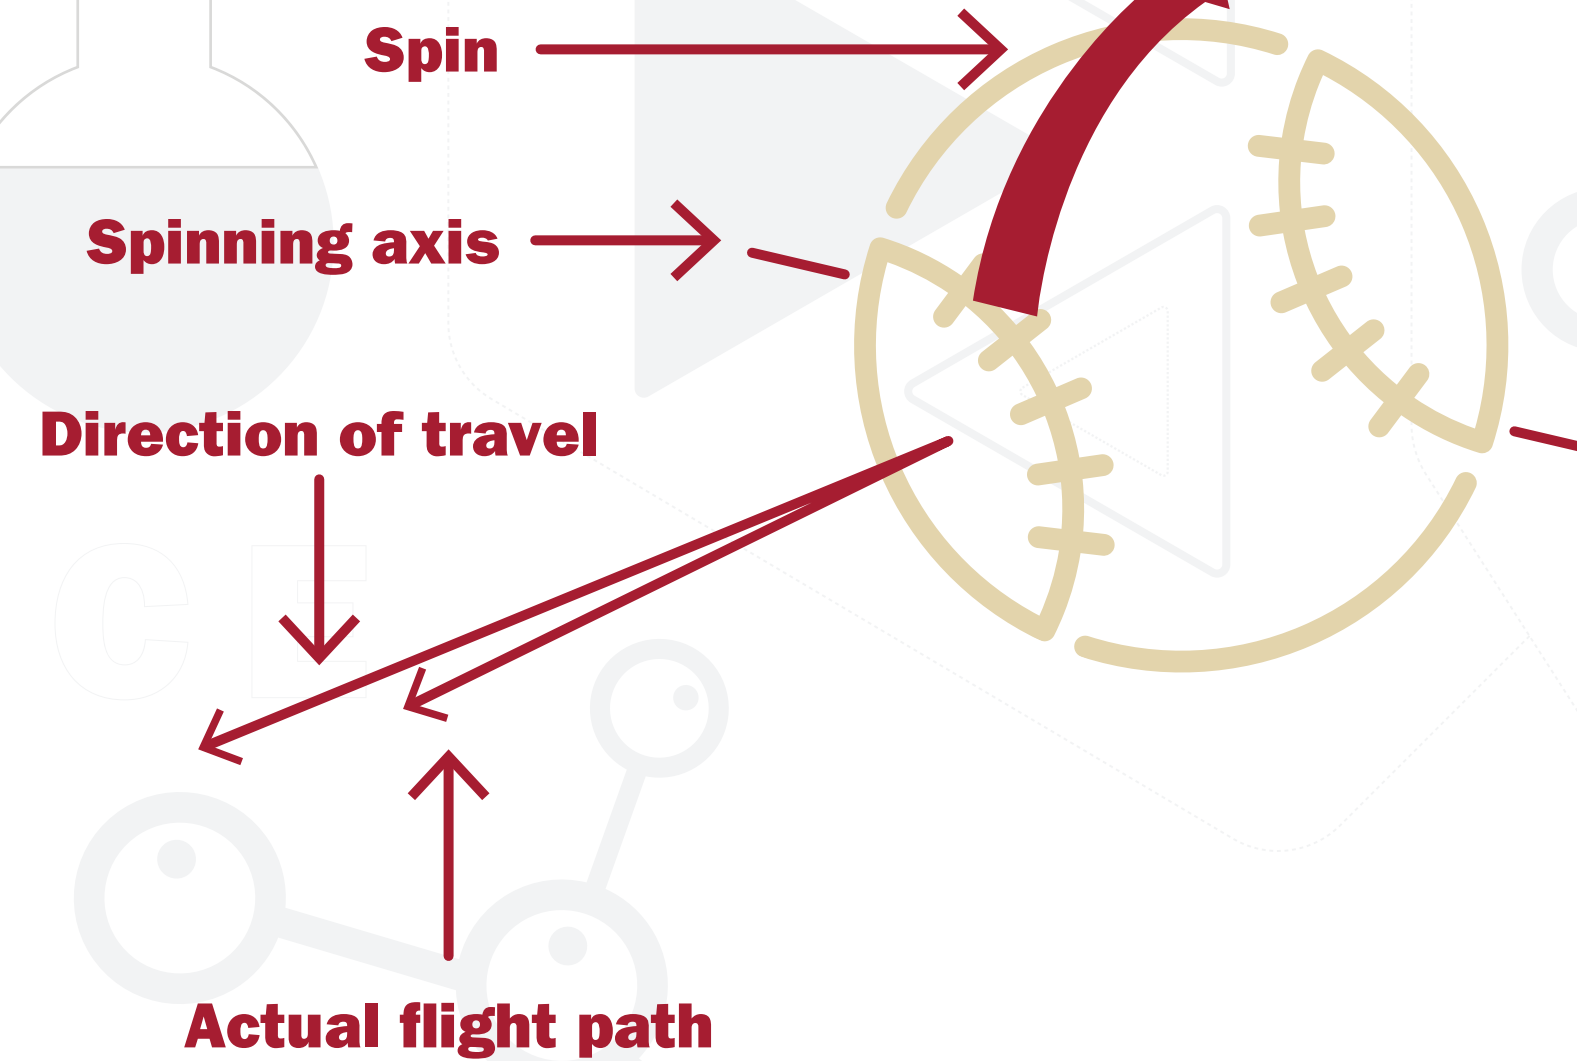 Spin
Spinning axis
Direction of travel
C E
Actual flight path